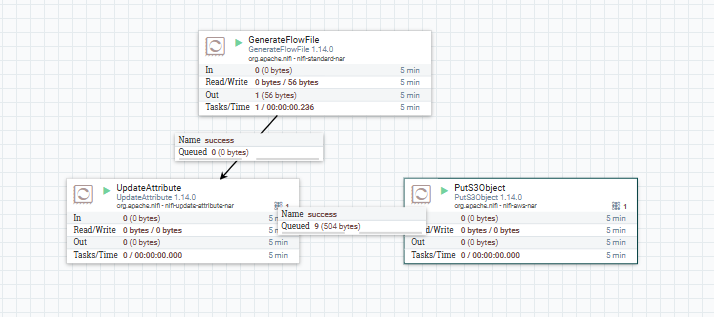 GenerateFlowFile
GenerateFlowFile 1.14.0
org.apache.nifi - nifi-standard-nar
In 0 (0 bytes) 5 min
Read/Write 0 bytes / 56 bytes 5 min
Out 1 (56 bytes) 5 min
Tasks/Time 1 / 00:00:00.236 5 min
Name success
Queued 0 (0 bytes)
UpdateAttribute
UpdateAttribute 1.14.0
org.apache.nifi - nifi-update-attribute-nar
1
In 0 (0 bytes) 5 min
Read/Write 0 bytes / 0 bytes 5 min
Out 0 (0 bytes) 5 min
Tasks/Time 0 / 00:00:00.000 5 min
Name success
Queued 9 (504 bytes)
PutS3Object
PutS3Object 1.14.0
org.apache.nifi - nifi-aws-nar
1
0 (0 bytes) 5 min
0 bytes / 0 bytes 5 min
Out 0 (0 bytes) 5 min
Tasks/Time 0 / 00:00:00.000 5 min